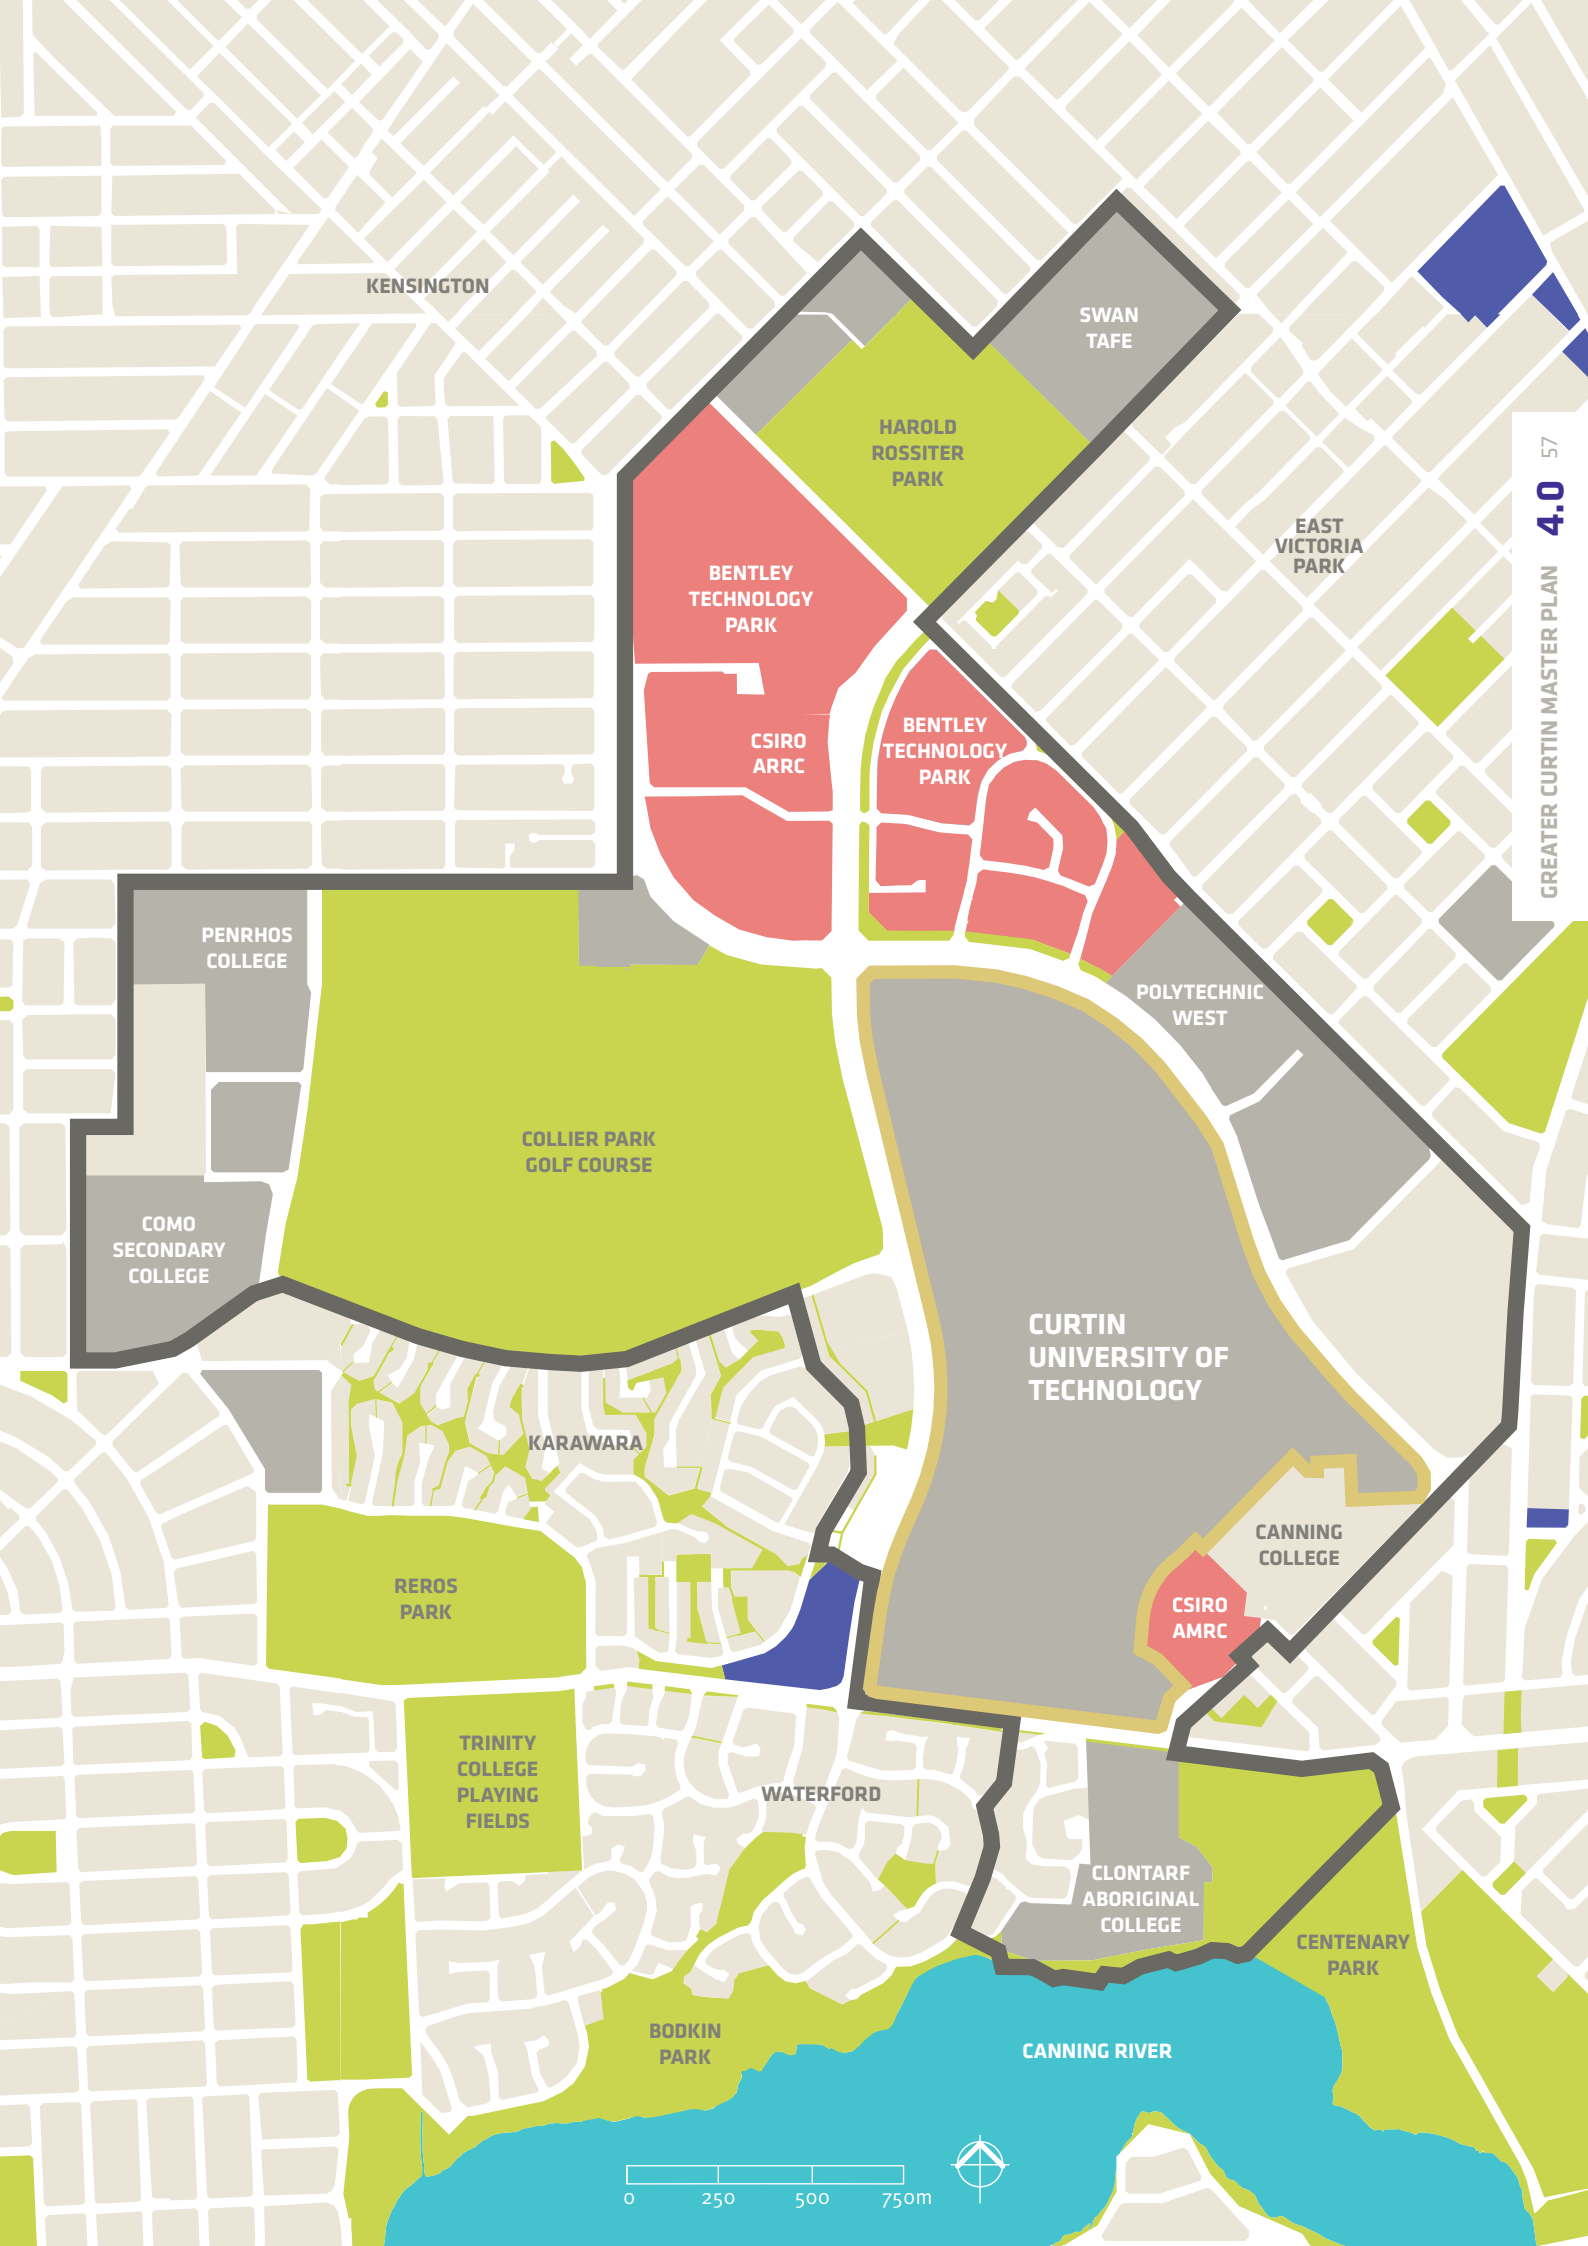 KENSINGTON
SWAN
TAFE
HAROLD
ROSSITER
PARK
EAST
VICTORIA
PARK
BENTLEY
TECHNOLOGY
PARK
CSIRO
ARRC
BENTLEY
TECHNOLOGY
PARK
PENRHOS
COLLEGE
POLYTECHNIC
WEST
COLLIER PARK
GOLF COURSE
COMO
SECONDARY
COLLEGE
CURTIN
UNIVERSITY OF
TECHNOLOGY
KARAWARA
CANNING
COLLEGE
REROS
PARK
CSIRO
AMRC
TRINITY
COLLEGE
PLAYING
FIELDS
WATERFORD
CLONTARF
ABORIGINAL
COLLEGE
CENTENARY
PARK
BODKIN
PARK
CANNING RIVER
0 250 500 750m
GREATER CURTIN MASTER PLAN 4.0 57